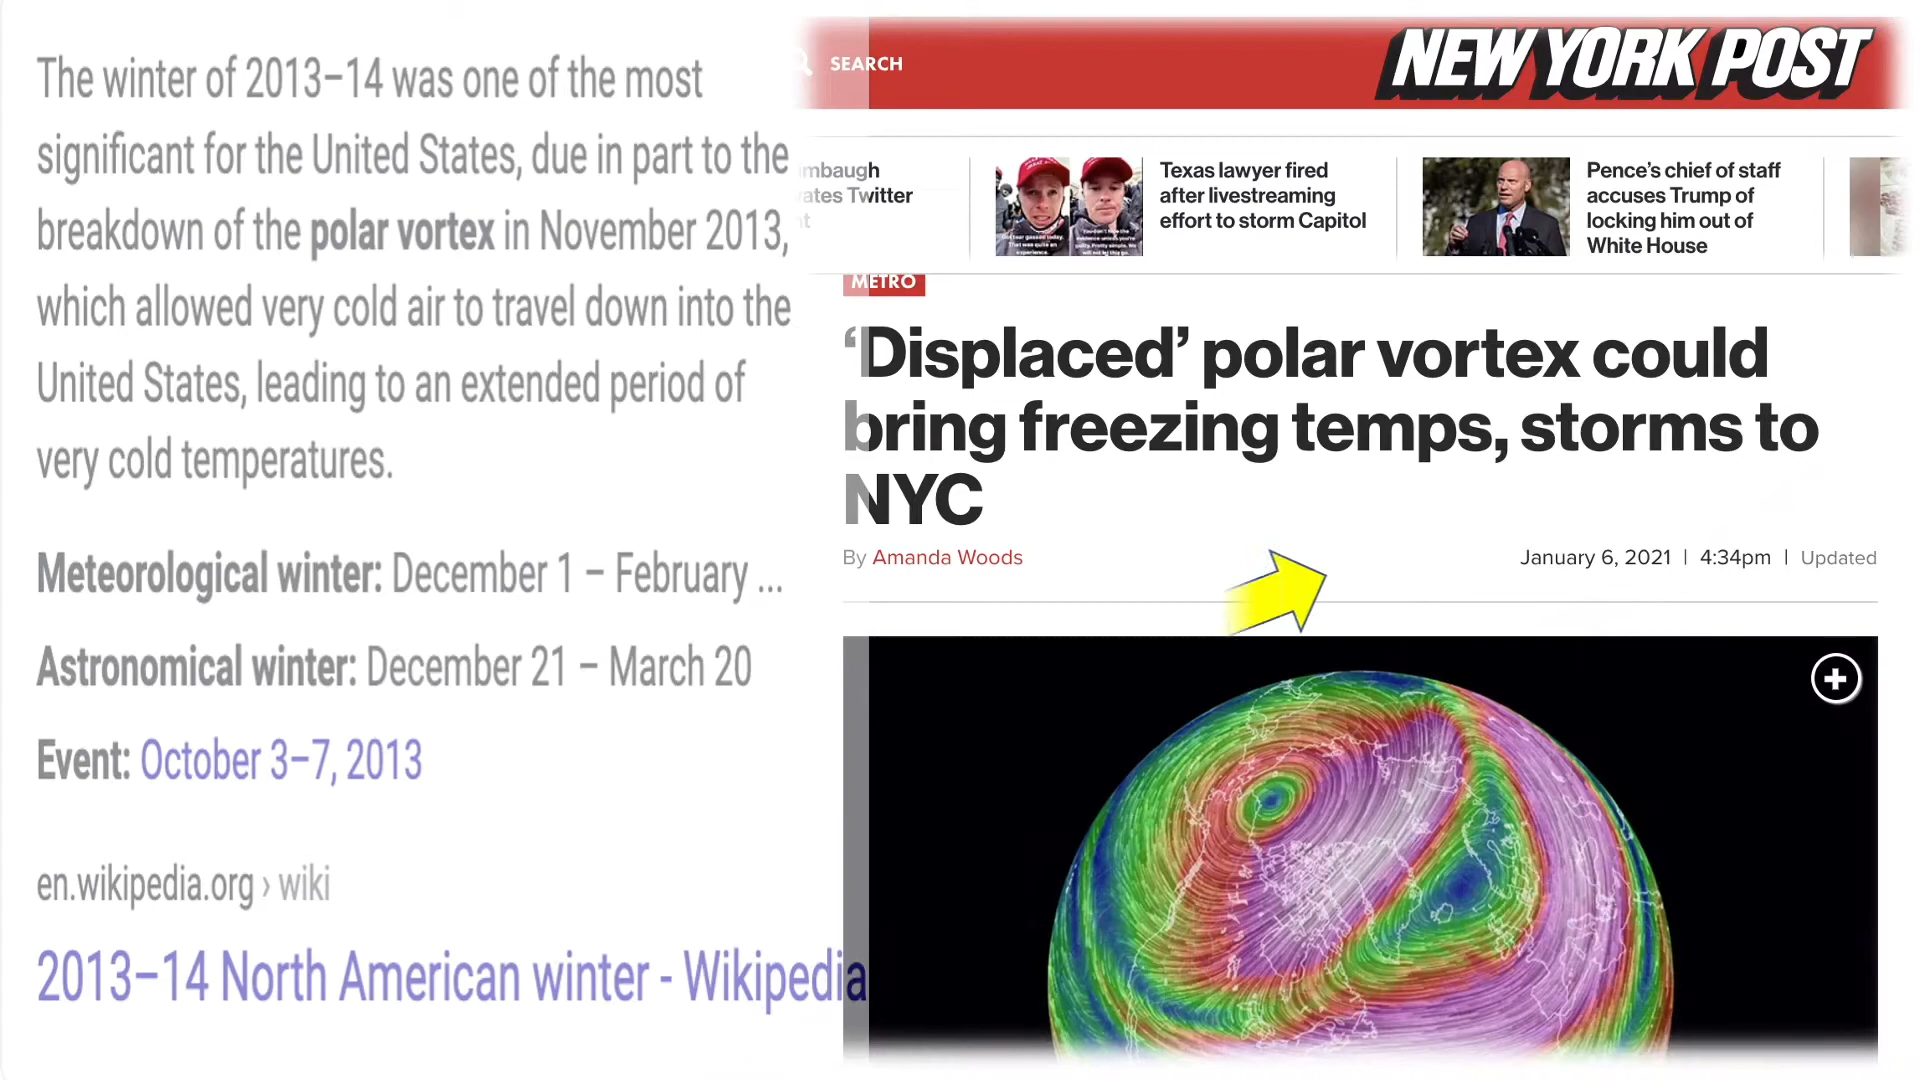 The winter of 2013–14 was one of the most
significant for the United States, due in part to the
breakdown of the polar vortex in November 2013,
which allowed very cold air to travel down into the
United States, leading to an extended period of
very cold temperatures.
Meteorological winter: December 1 – February ...
Astronomical winter: December 21 – March 20
Event: October 3–7, 2013
en.wikipedia.org › wiki
2013–14 North American winter - Wikipedia
SEARCH
NEW YORK POST
Twitter
Texas lawyer fired
after livestreaming
effort to storm Capitol
Pence's chief of staff
accuses Trump of
locking him out of
White House
METRO
‘Displaced’ polar vortex could
bring freezing temps, storms to
NYC
By Amanda Woods
January 6, 2021 | 4:34pm | Updated